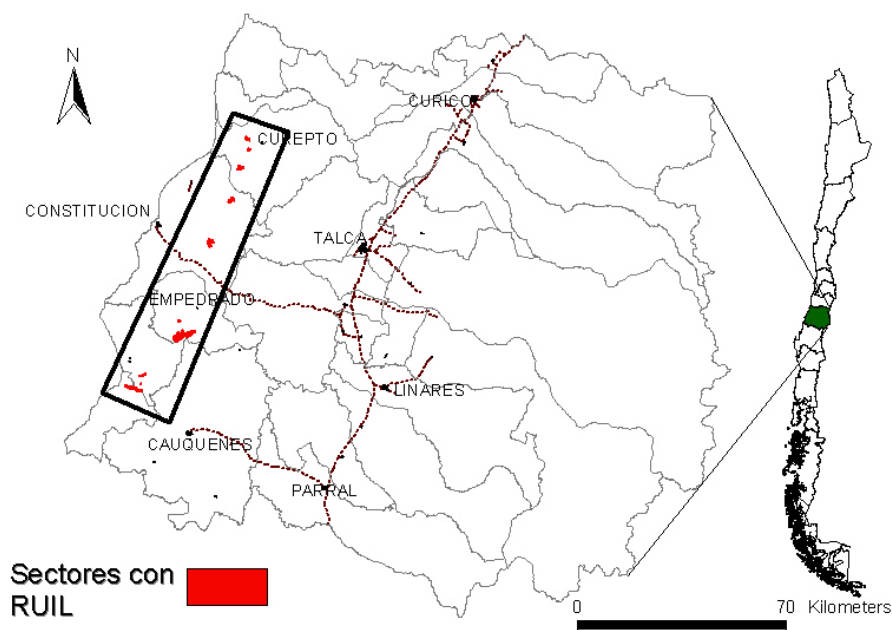 N
CURICO
CUREPTO
CONSTITUCION
TALCA
EMPEDRADO
LINARES
CAUQUENES
PARRAL
Sectores con
RUIL
0 70 Kilometers